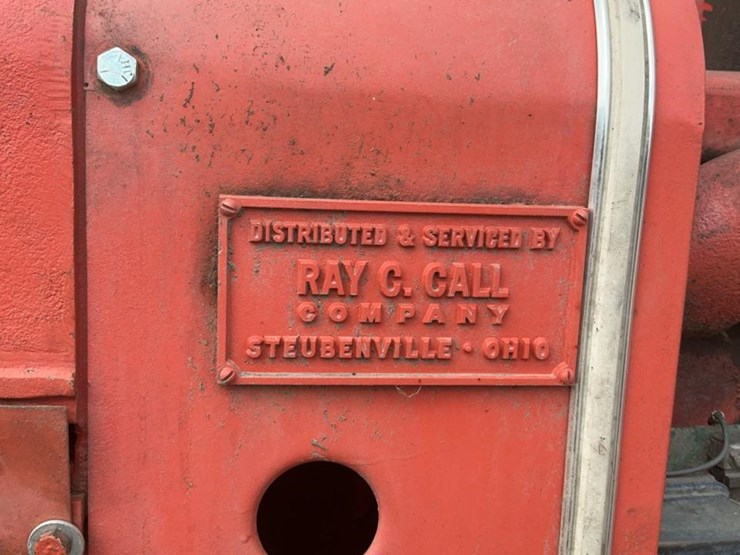 DISTRIBUTED & SERVICED BY
RAY C. CALL
COMPANY
STEUBENVILLE • OHIO